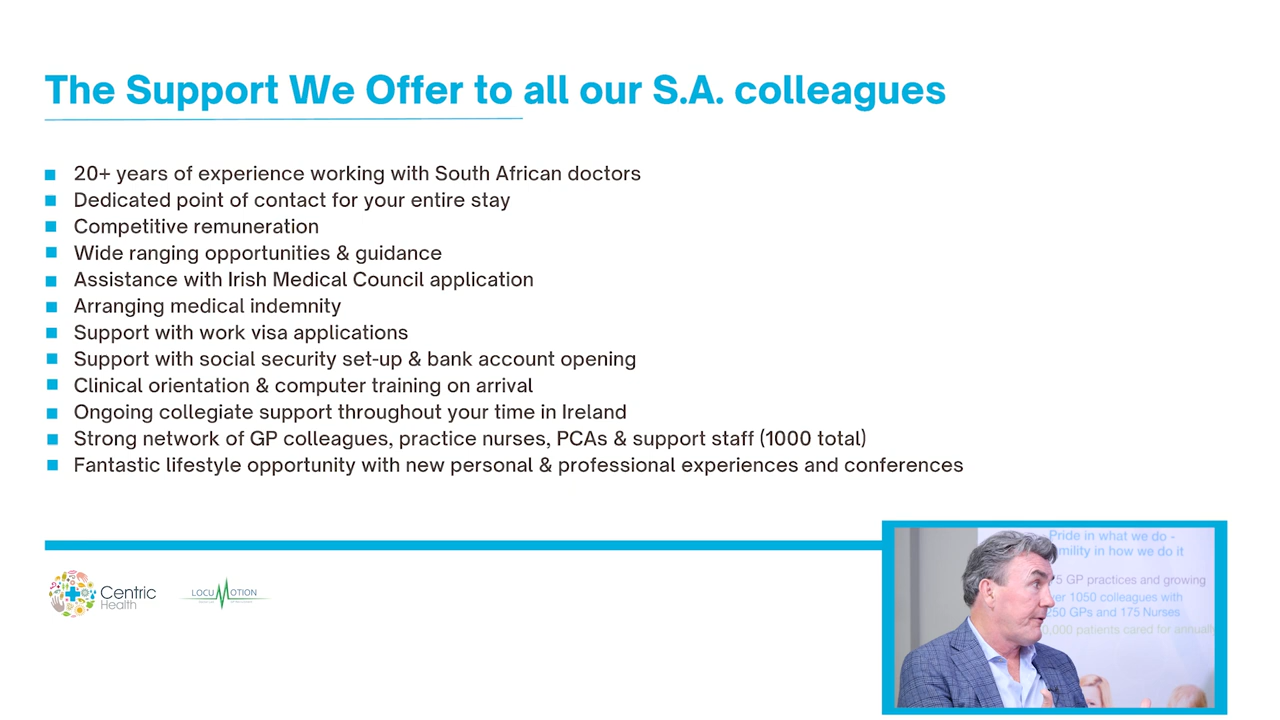 The Support We Offer to all our S.A. colleagues
20+ years of experience working with South African doctors
Dedicated point of contact for your entire stay
Competitive remuneration
Wide ranging opportunities & guidance
Assistance with Irish Medical Council application
Arranging medical indemnity
Support with work visa applications
Support with social security set-up & bank account opening
Clinical orientation & computer training on arrival
Ongoing collegiate support throughout your time in Ireland
Strong network of GP colleagues, practice nurses, PCAs & support staff (1000 total)
Fantastic lifestyle opportunity with new personal & professional experiences and conferences
Centric
Health
LOCUMOTION
Pride in what we do -
mility in how we do it
5 GP practices and growing
er 1050 colleagues with
250 GPs and 175 Nurses
0,000 patients cared for annually